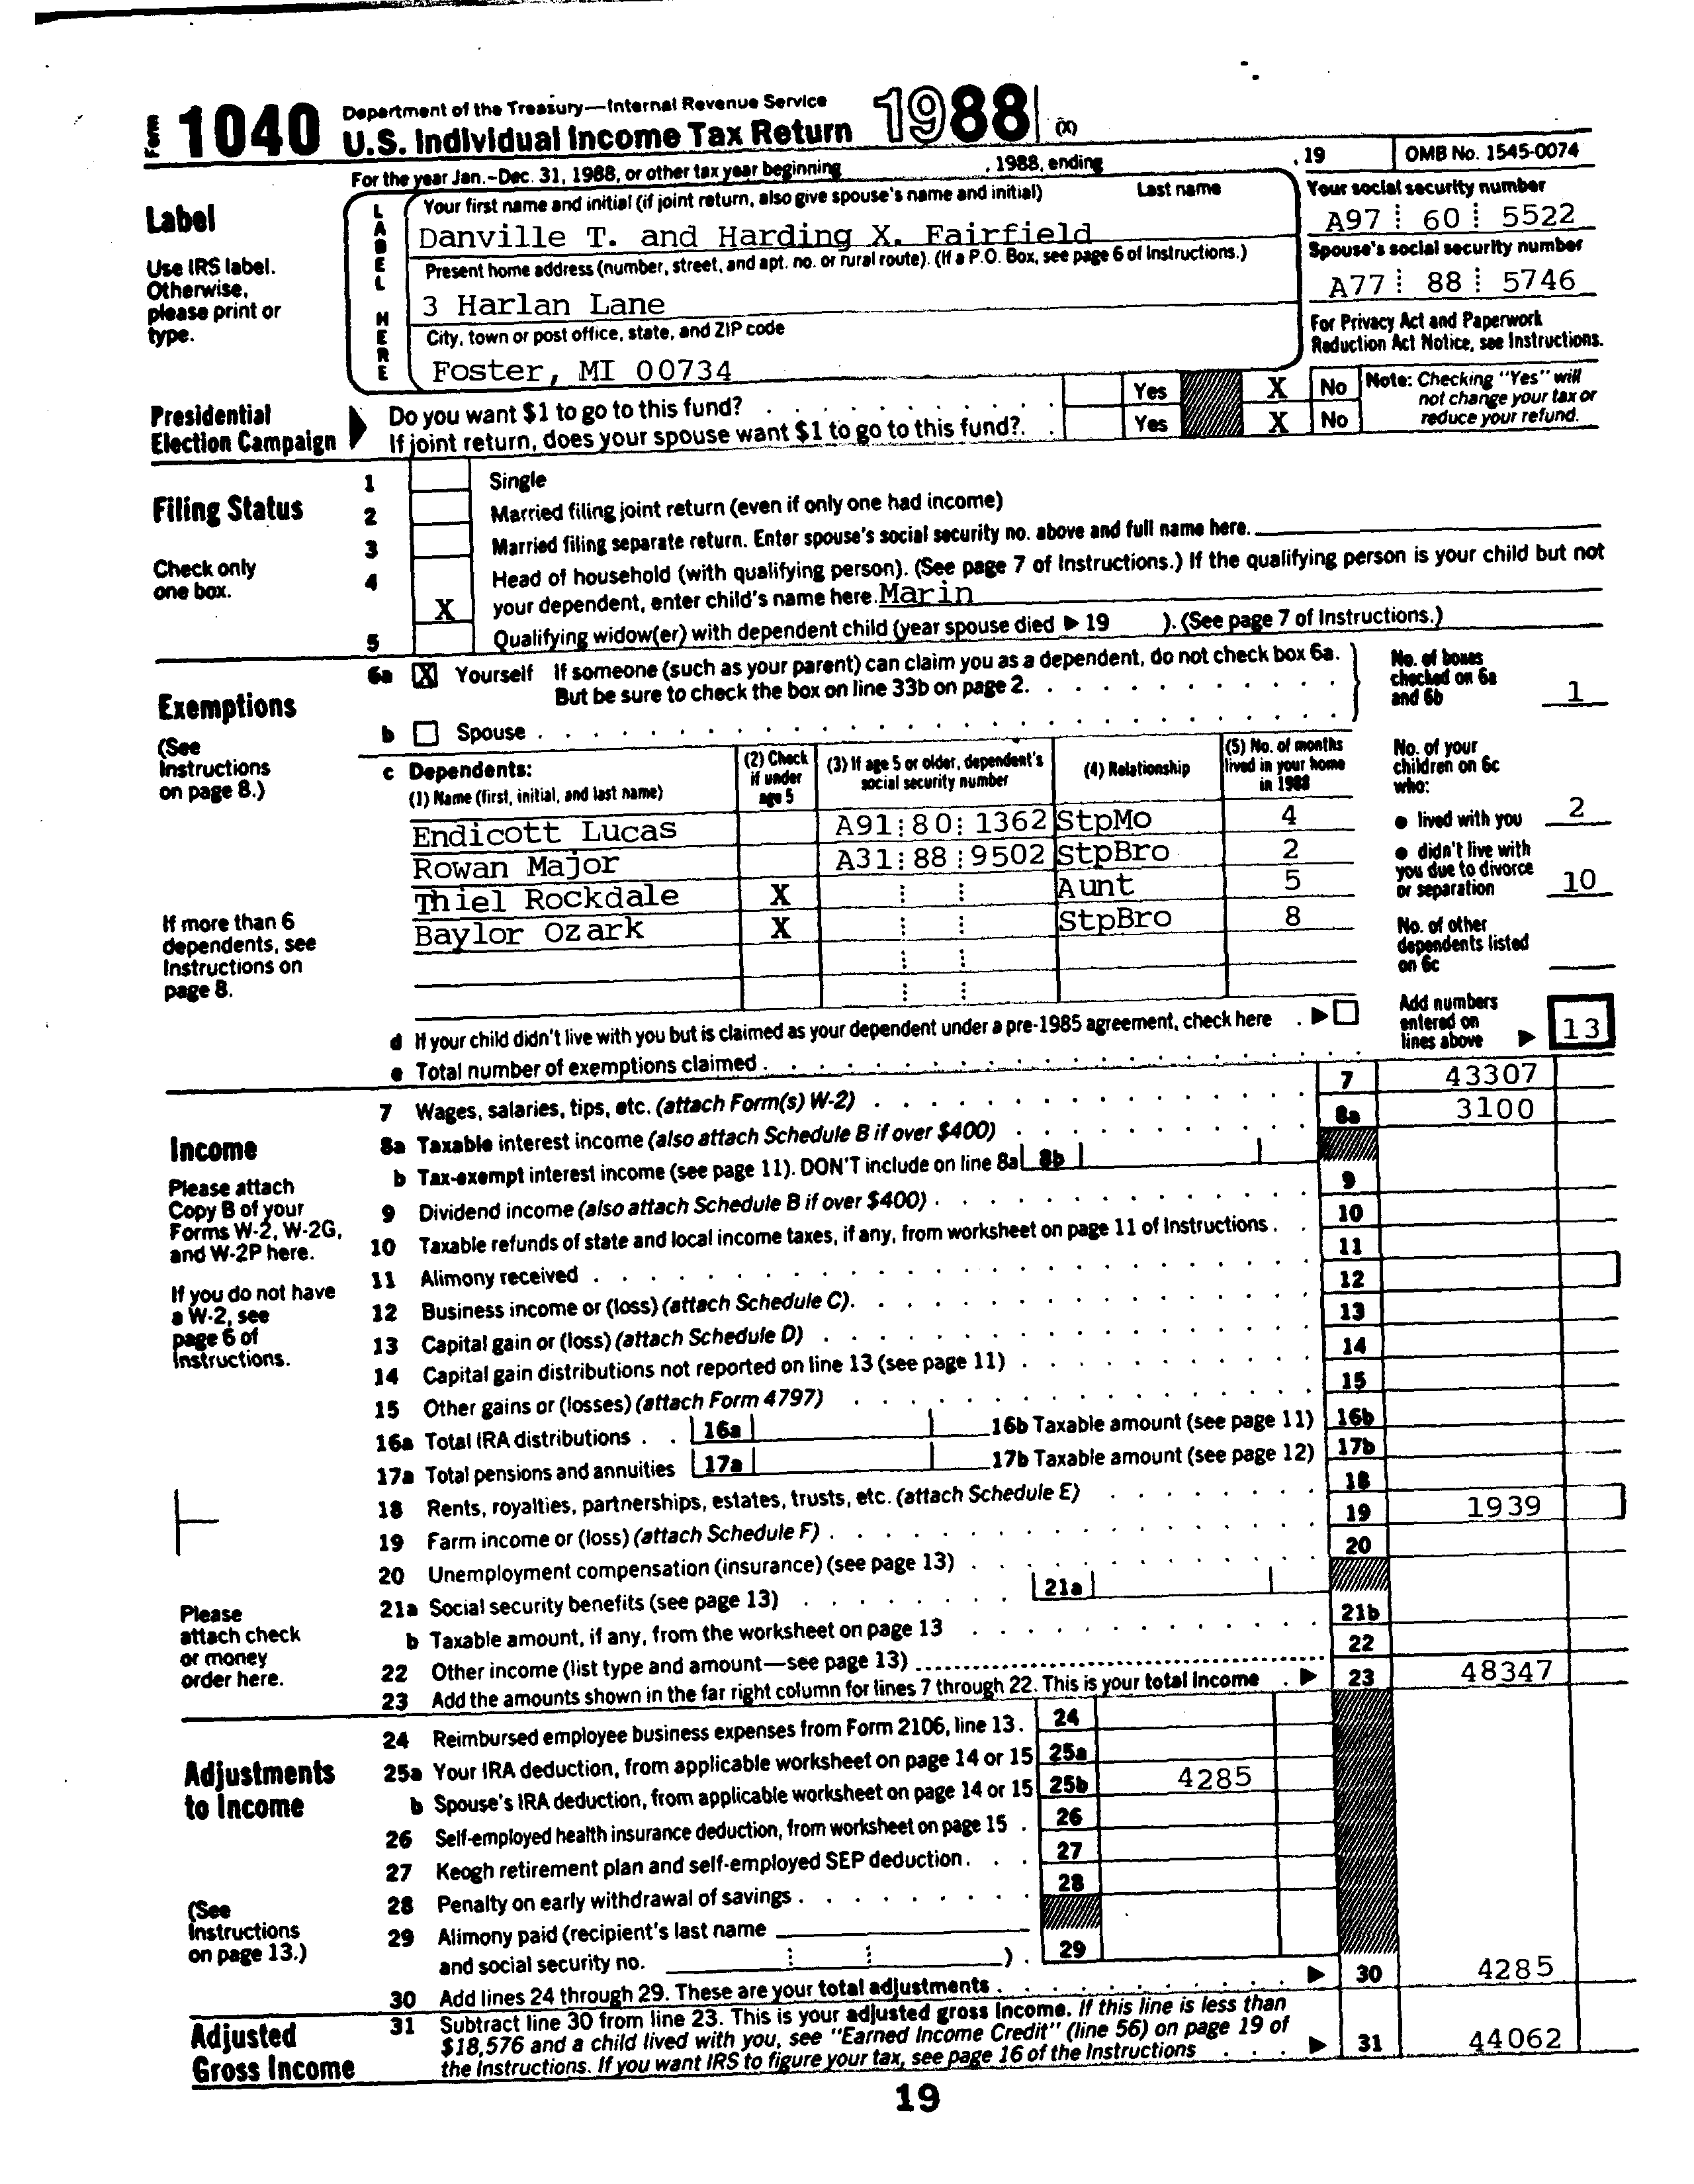 Form 1040 Department of the Treasury—Internal Revenue Service
U.S. Individual Income Tax Return 1988 (X)
For the year Jan.-Dec. 31, 1988, or other tax year beginning , 1988, ending , 19 OMB No. 1545-0074
Label
Use IRS label.
Otherwise,
please print or
type.
LABEL HERE
Your first name and initial (if joint return, also give spouse's name and initial) Last name
Danville T. and Harding X. Fairfield
Present home address (number, street, and apt. no. or rural route). (If a P.O. Box, see page 6 of Instructions.)
3 Harlan Lane
City, town or post office, state, and ZIP code
Foster, MI 00734
Your social security number
A97 60 5522
Spouse's social security number
A77 88 5746
For Privacy Act and Paperwork
Reduction Act Notice, see Instructions.
Presidential
Election Campaign
Do you want $1 to go to this fund? Yes X No
If joint return, does your spouse want $1 to go to this fund?. Yes X No
Note: Checking "Yes" will
not change your tax or
reduce your refund.
Filing Status
Check only
one box.
1 Single
2 Married filing joint return (even if only one had income)
3 Married filing separate return. Enter spouse's social security no. above and full name here.
4 Head of household (with qualifying person). (See page 7 of Instructions.) If the qualifying person is your child but not
X your dependent, enter child's name here. Marin
5 Qualifying widow(er) with dependent child (year spouse died ▶ 19 ). (See page 7 of Instructions.)
Exemptions
(See
Instructions
on page 8.)
If more than 6
dependents, see
Instructions on
page 8.
6a X Yourself If someone (such as your parent) can claim you as a dependent, do not check box 6a.
But be sure to check the box on line 33b on page 2.
b Spouse
No. of boxes
checked on 6a
and 6b 1
c Dependents:
(1) Name (first, initial, and last name)
(2) Check
if under
age 5
(3) If age 5 or older, dependent's
social security number
(4) Relationship
(5) No. of months
lived in your home
in 1988
Endicott Lucas A91 80 1362 StpMo 4
Rowan Major A31 88 9502 StpBro 2
Thiel Rockdale X Aunt 5
Baylor Ozark X StpBro 8
No. of your
children on 6c
who:
● lived with you 2
● didn't live with
you due to divorce
or separation 10
No. of other
dependents listed
on 6c
d If your child didn't live with you but is claimed as your dependent under a pre-1985 agreement, check here ▶
e Total number of exemptions claimed
Add numbers
entered on
lines above ▶ 13
Income
Please attach
Copy B of your
Forms W-2, W-2G,
and W-2P here.
If you do not have
a W-2, see
page 6 of
Instructions.
Please
attach check
or money
order here.
7 Wages, salaries, tips, etc. (attach Form(s) W-2) 7 43307
8a Taxable interest income (also attach Schedule B if over $400) 8a 3100
b Tax-exempt interest income (see page 11). DON'T include on line 8a 8b
9 Dividend income (also attach Schedule B if over $400) 9
10 Taxable refunds of state and local income taxes, if any, from worksheet on page 11 of Instructions 10
11 Alimony received 11
12 Business income or (loss) (attach Schedule C). 12
13 Capital gain or (loss) (attach Schedule D) 13
14 Capital gain distributions not reported on line 13 (see page 11) 14
15 Other gains or (losses) (attach Form 4797) 15
16a Total IRA distributions 16a 16b Taxable amount (see page 11) 16b
17a Total pensions and annuities 17a 17b Taxable amount (see page 12) 17b
18 Rents, royalties, partnerships, estates, trusts, etc. (attach Schedule E) 18
19 Farm income or (loss) (attach Schedule F) 19 1939
20 Unemployment compensation (insurance) (see page 13) 20
21a Social security benefits (see page 13) 21a
b Taxable amount, if any, from the worksheet on page 13 21b
22 Other income (list type and amount—see page 13) 22
23 Add the amounts shown in the far right column for lines 7 through 22. This is your total income ▶ 23 48347
Adjustments
to Income
(See
Instructions
on page 13.)
24 Reimbursed employee business expenses from Form 2106, line 13. 24
25a Your IRA deduction, from applicable worksheet on page 14 or 15 25a
b Spouse's IRA deduction, from applicable worksheet on page 14 or 15 25b 4285
26 Self-employed health insurance deduction, from worksheet on page 15 26
27 Keogh retirement plan and self-employed SEP deduction. 27
28 Penalty on early withdrawal of savings 28
29 Alimony paid (recipient's last name
and social security no. ) 29
30 Add lines 24 through 29. These are your total adjustments ▶ 30 4285
Adjusted
Gross Income
31 Subtract line 30 from line 23. This is your adjusted gross income. If this line is less than
$18,576 and a child lived with you, see "Earned Income Credit" (line 56) on page 19 of
the Instructions. If you want IRS to figure your tax, see page 16 of the Instructions ▶ 31 44062
19